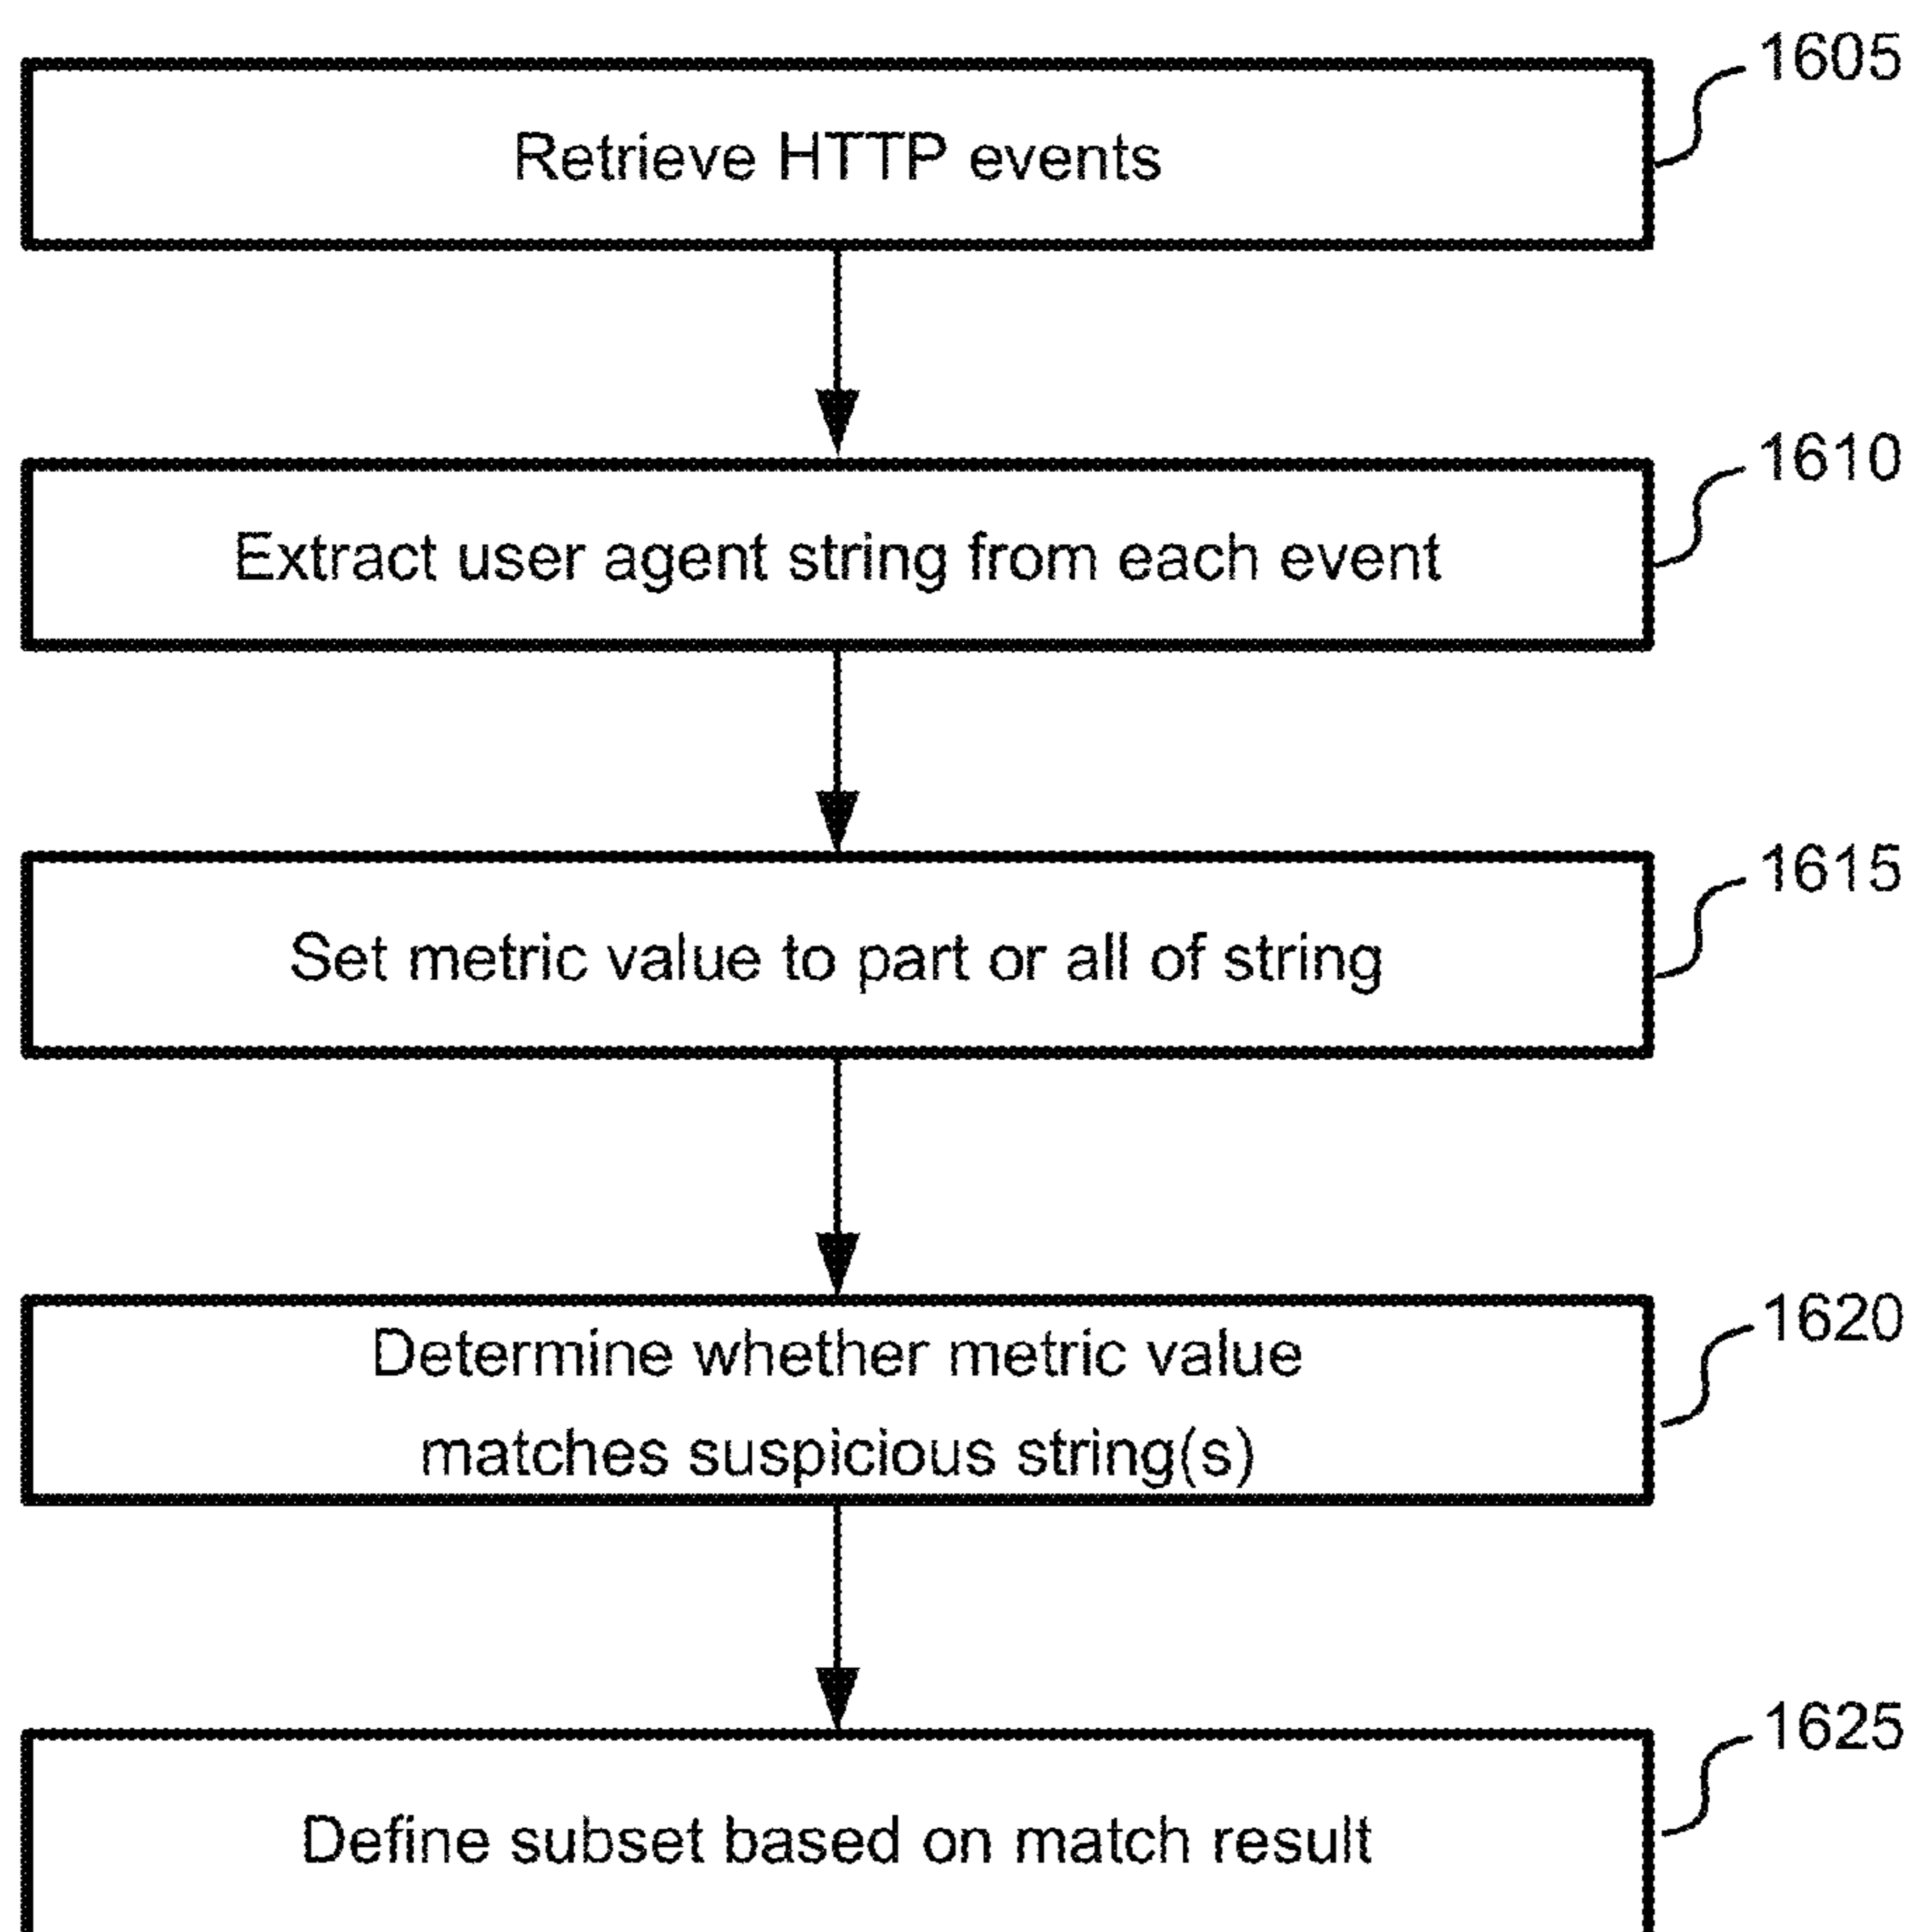 1605
Retrieve HTTP events
1610
Extract user agent string from each event
1615
Set metric value to part or all of string
1620
Determine whether metric value
matches suspicious string(s)
1625
Define subset based on match result